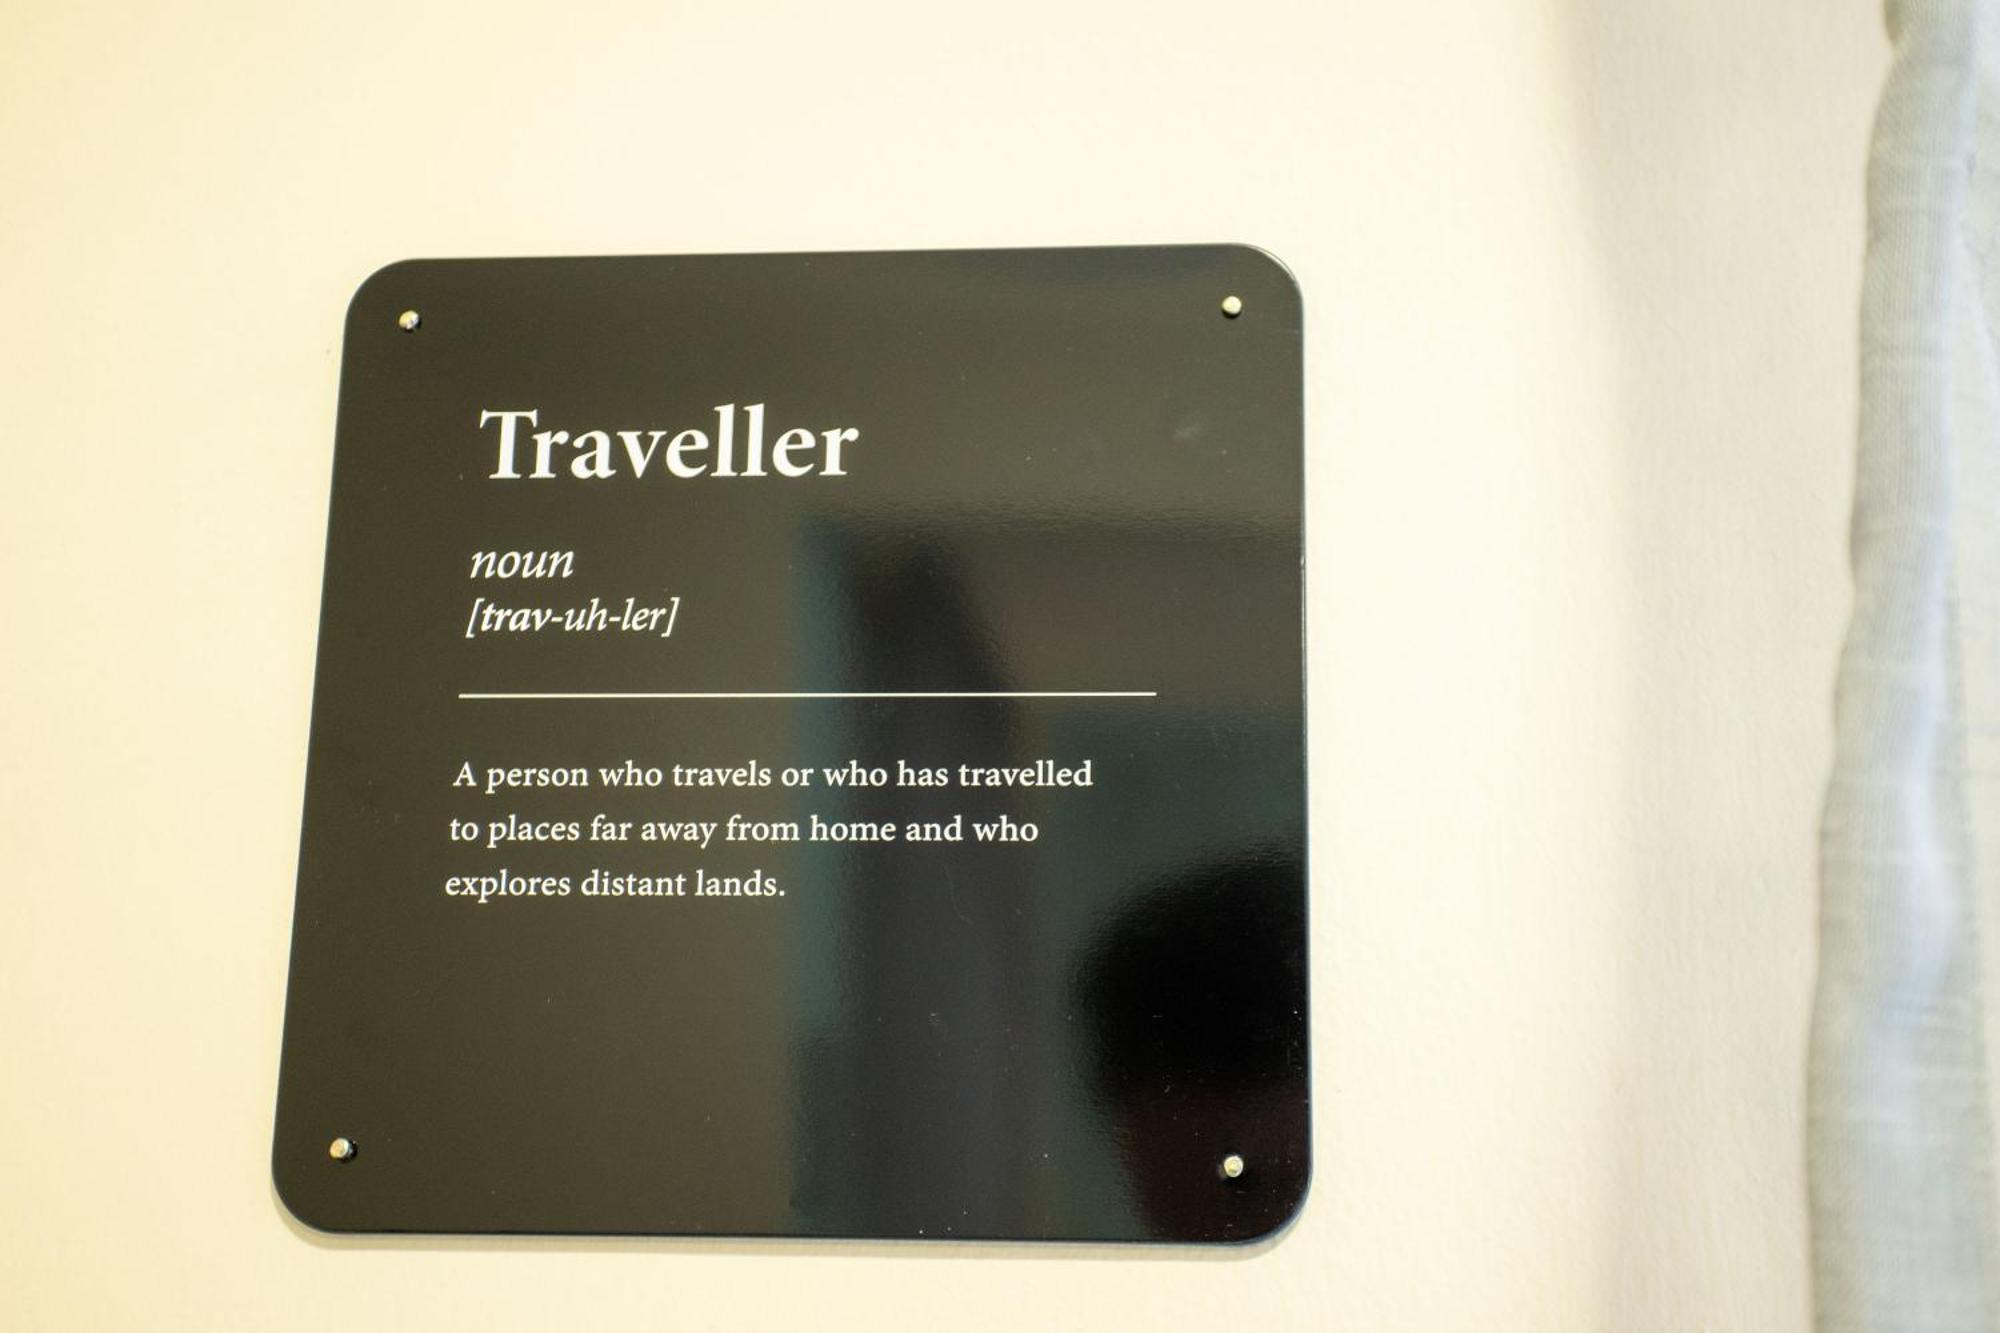 Traveller
noun
[trav-uh-ler]
A person who travels or who has travelled
to places far away from home and who
explores distant lands.